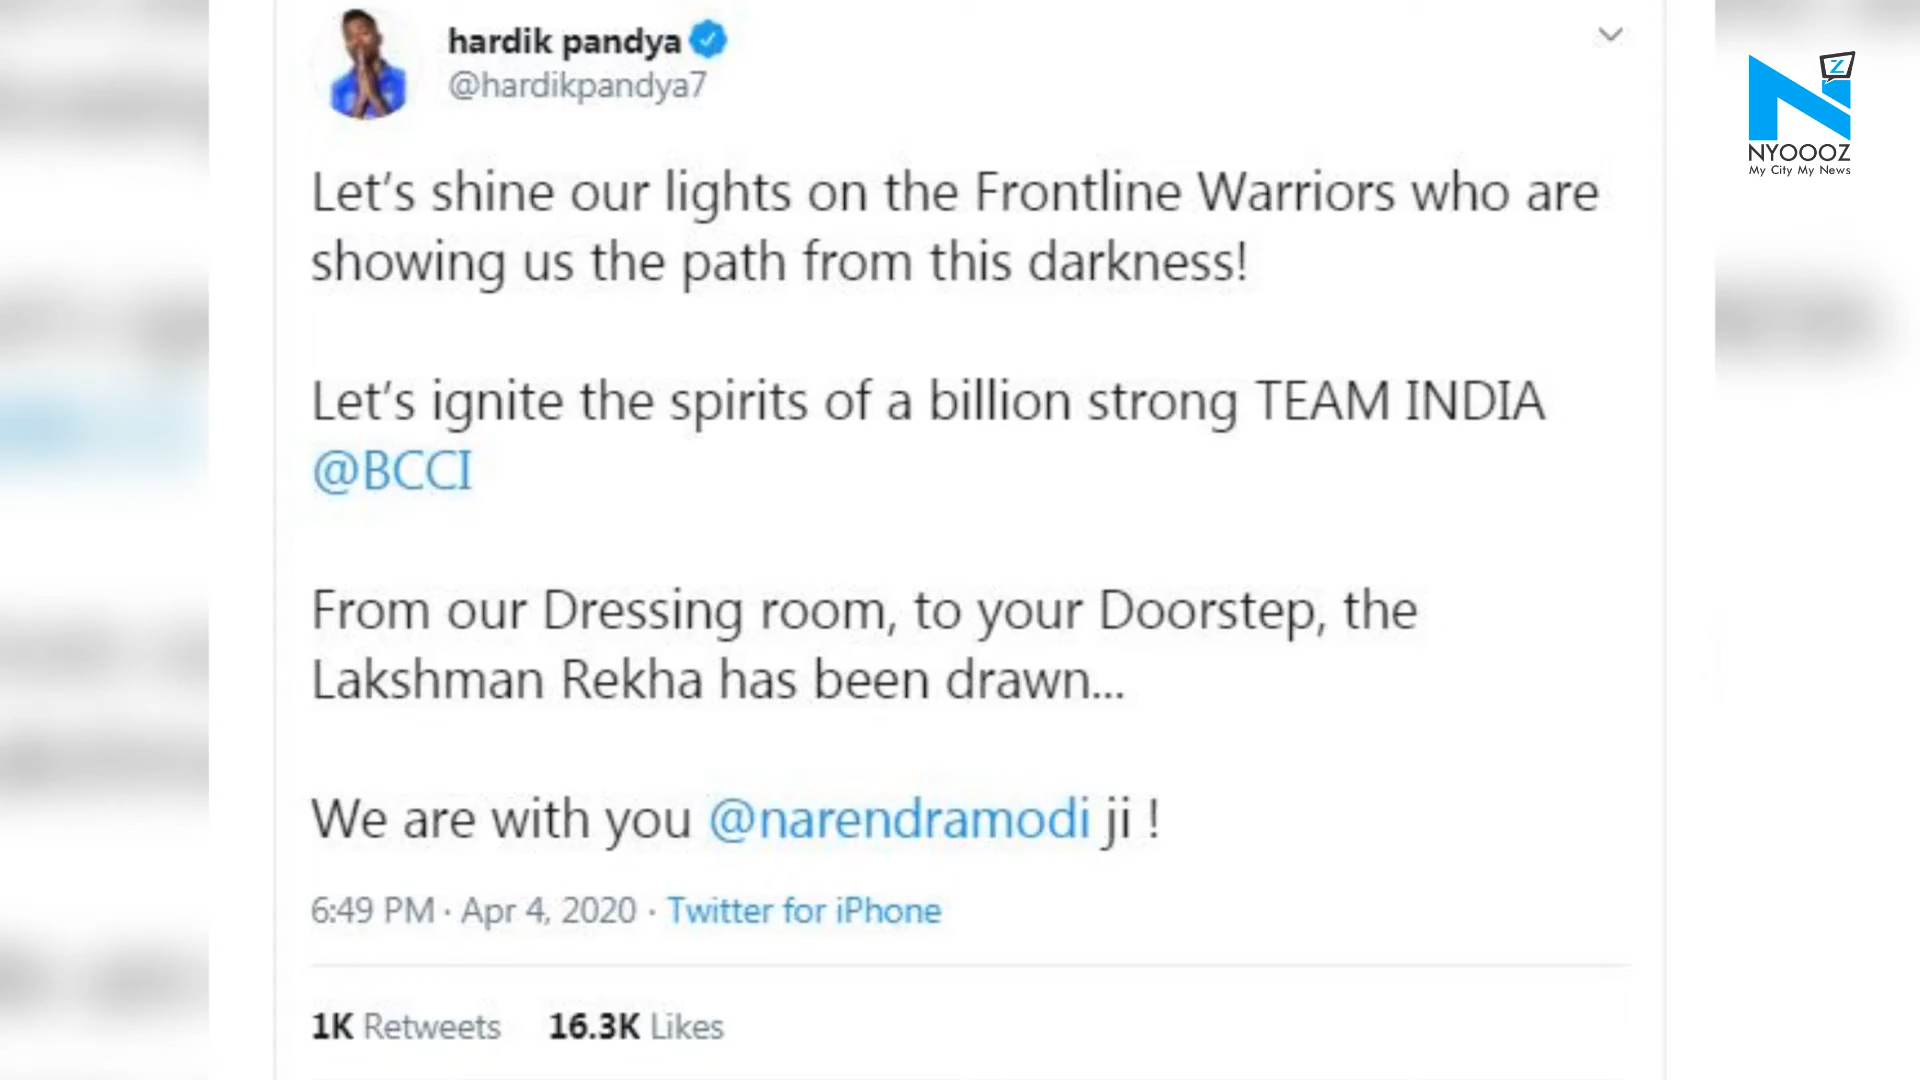 hardik pandya
@hardikpandya7
Let's shine our lights on the Frontline Warriors who are
showing us the path from this darkness!
Let's ignite the spirits of a billion strong TEAM INDIA
@BCCI
From our Dressing room, to your Doorstep, the
Lakshman Rekha has been drawn...
We are with you @narendramodi ji !
6:49 PM · Apr 4, 2020 · Twitter for iPhone
1K Retweets 16.3K Likes
Z
NYOOOZ
My City My News